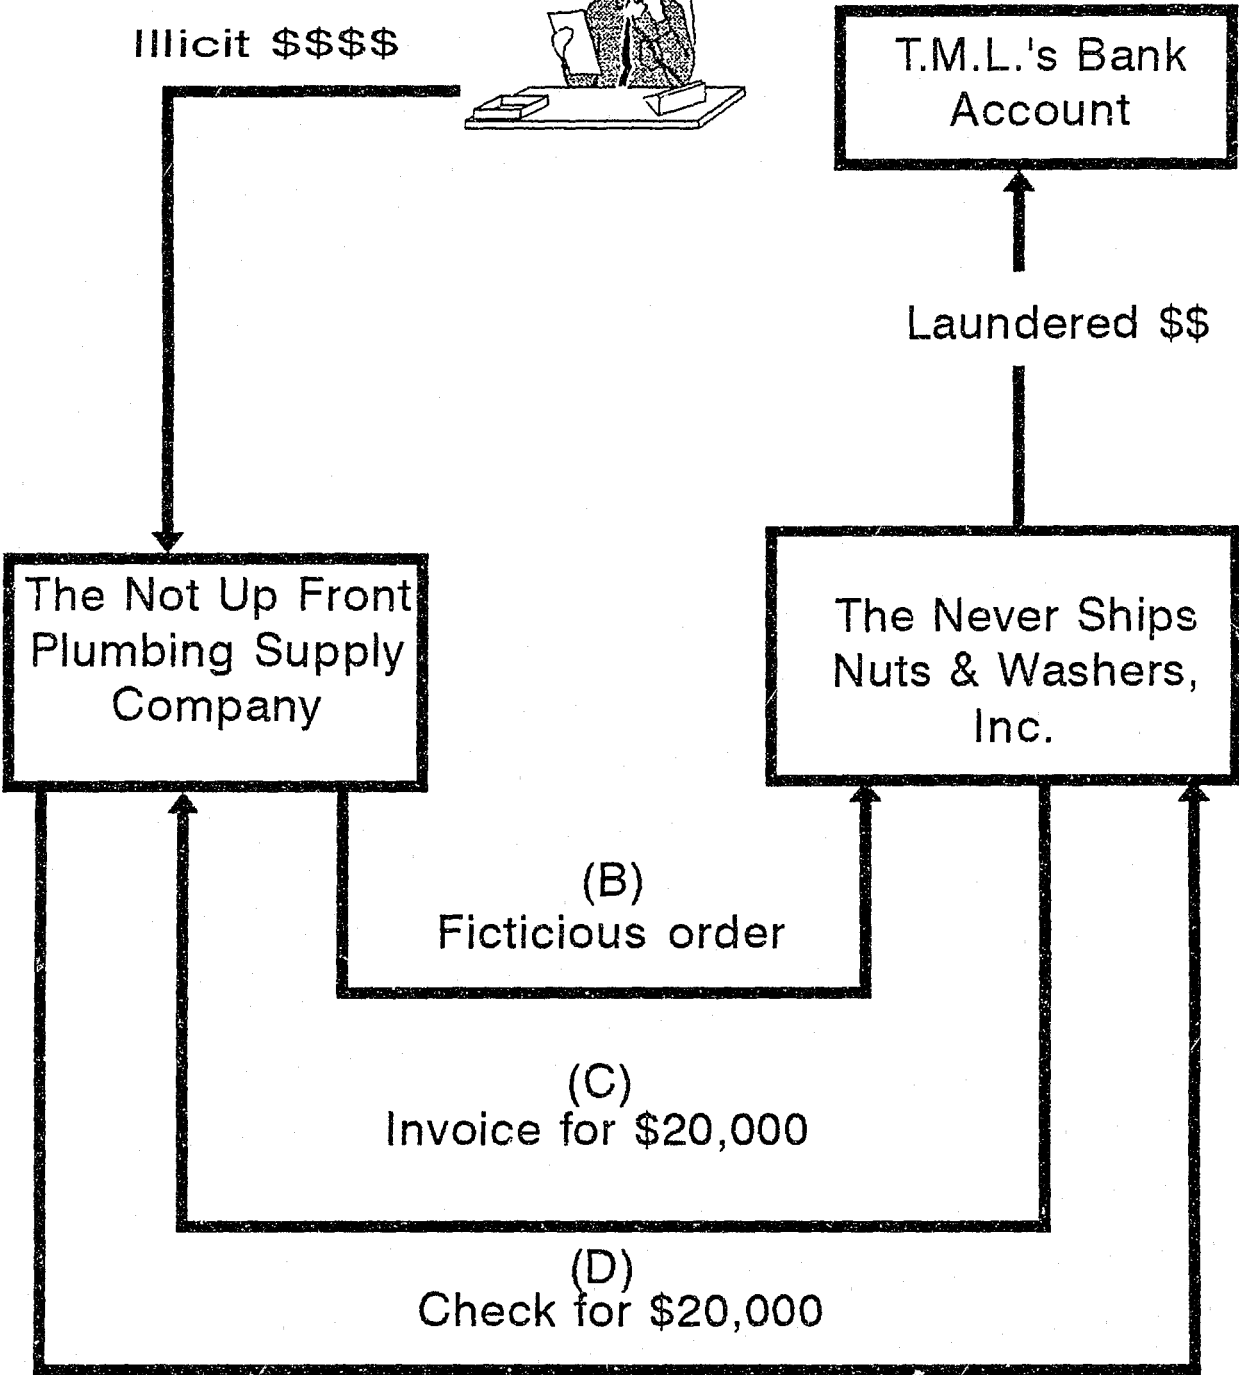 Illicit $$$$
T.M.L.'s Bank
Account
Laundered $$
The Not Up Front
Plumbing Supply
Company
The Never Ships
Nuts & Washers,
Inc.
(B)
Ficticious order
(C)
Invoice for $20,000
(D)
Check for $20,000